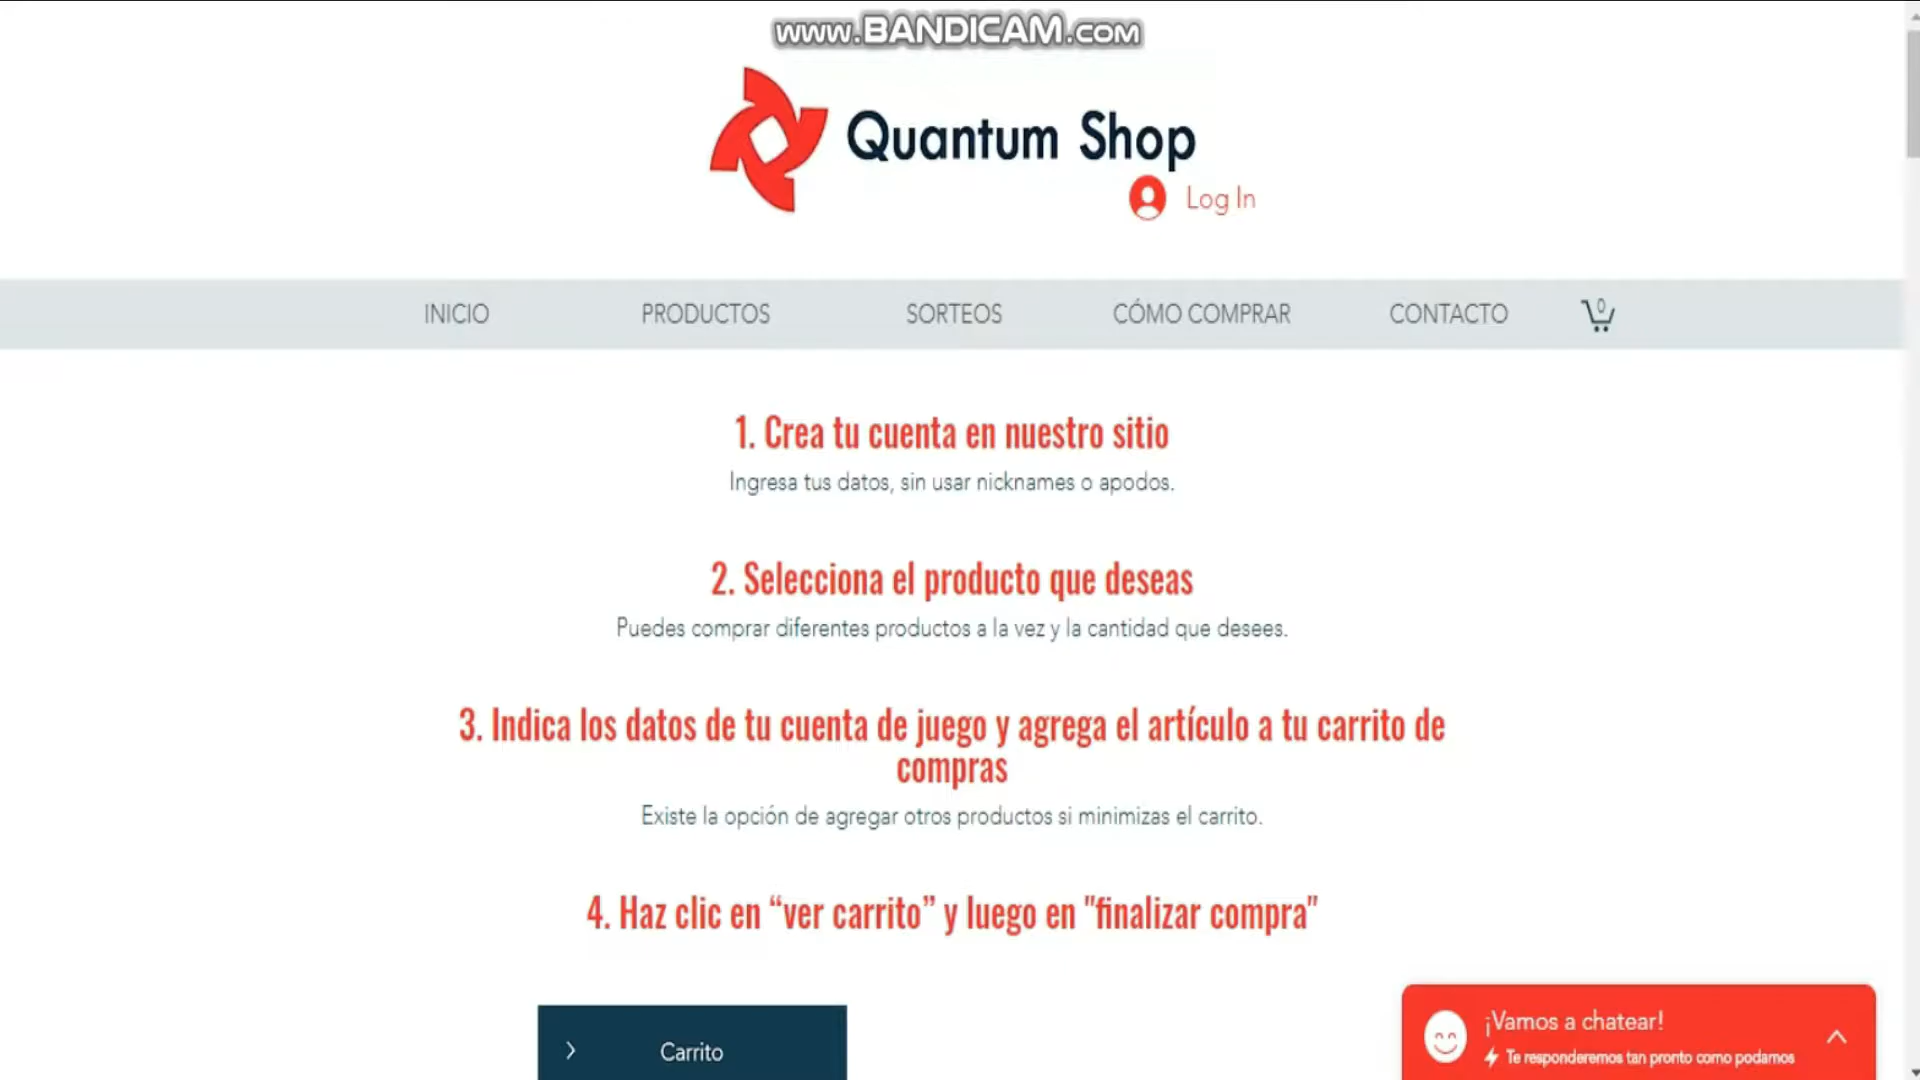 www.BANDICAM.com
Quantum Shop
Log In
INICIO PRODUCTOS SORTEOS CÓMO COMPRAR CONTACTO 0
1. Crea tu cuenta en nuestro sitio
Ingresa tus datos, sin usar nicknames o apodos.
2. Selecciona el producto que deseas
Puedes comprar diferentes productos a la vez y la cantidad que desees.
3. Indica los datos de tu cuenta de juego y agrega el artículo a tu carrito de
compras
Existe la opción de agregar otros productos si minimizas el carrito.
4. Haz clic en “ver carrito” y luego en "finalizar compra"
Carrito
¡Vamos a chatear!
Te responderemos tan pronto como podamos